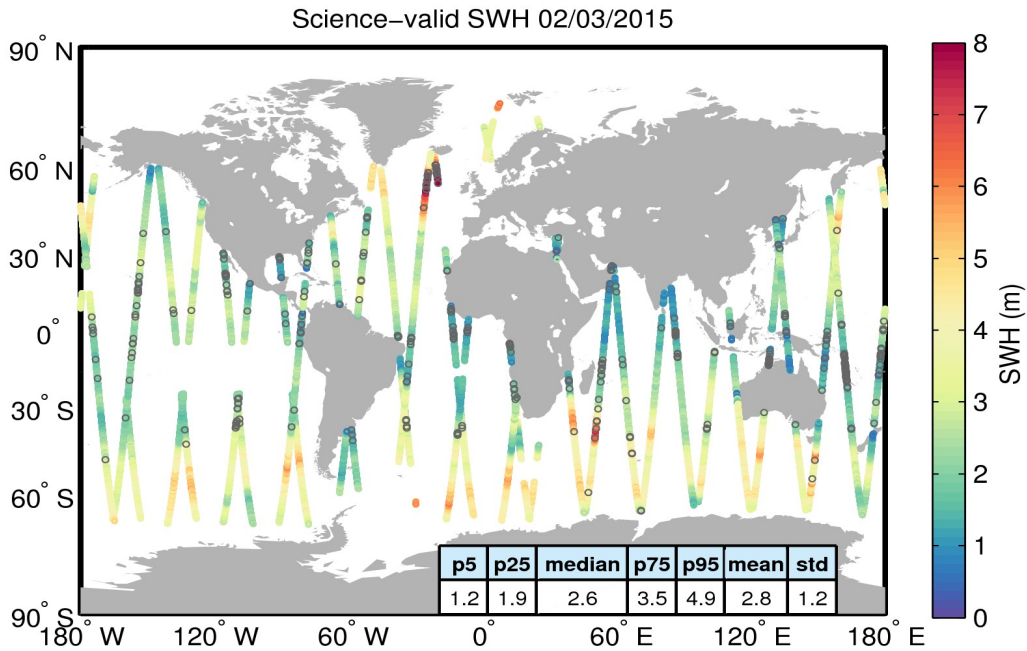 Science−valid SWH 02/03/2015
90° N
60° N
30° N
0°
30° S
60° S
90° S
180° W 120° W 60° W 0° 60° E 120° E 180° E
p5 p25 median p75 p95 mean std
1.2 1.9 2.6 3.5 4.9 2.8 1.2
8
7
6
5
4
3
2
1
0
SWH (m)